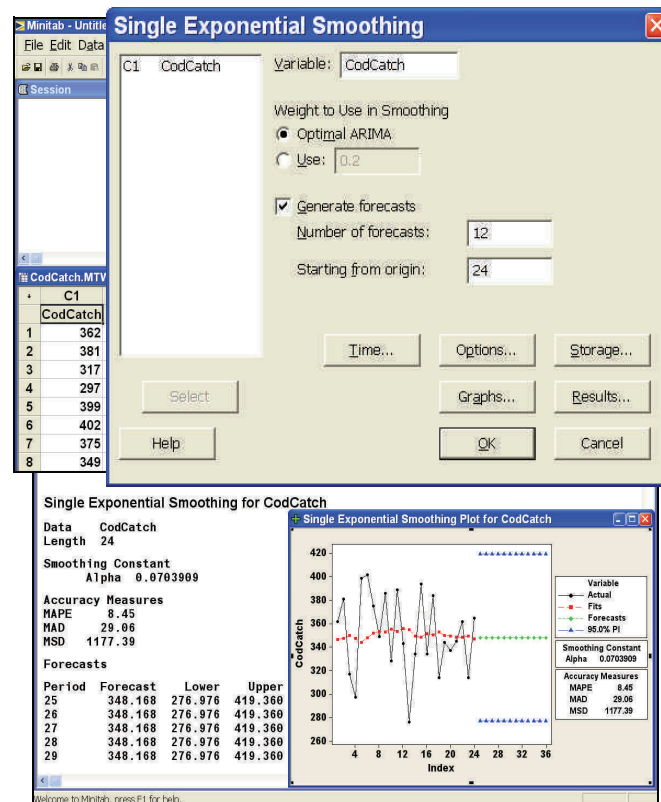 Minitab - Untitle
File Edit Data
Session
CodCatch.MTW
C1
CodCatch
1 362
2 381
3 317
4 297
5 399
6 402
7 375
8 349
Single Exponential Smoothing
C1 CodCatch
Variable: CodCatch
Weight to Use in Smoothing
Optimal ARIMA
Use: 0.2
Generate forecasts
Number of forecasts: 12
Starting from origin: 24
Time... Options... Storage...
Select Graphs... Results...
Help OK Cancel
Single Exponential Smoothing for CodCatch
Data CodCatch
Length 24
Smoothing Constant
Alpha 0.0703909
Accuracy Measures
MAPE 8.45
MAD 29.06
MSD 1177.39
Forecasts
Period Forecast Lower Upper
25 348.168 276.976 419.360
26 348.168 276.976 419.360
27 348.168 276.976 419.360
28 348.168 276.976 419.360
29 348.168 276.976 419.360
Single Exponential Smoothing Plot for CodCatch
CodCatch
420
400
380
360
340
320
300
280
260
4 8 12 16 20 24 28 32 36
Index
Variable
Actual
Fits
Forecasts
95.0% PI
Smoothing Constant
Alpha 0.0703909
Accuracy Measures
MAPE 8.45
MAD 29.06
MSD 1177.39
Welcome to Minitab, press F1 for help.